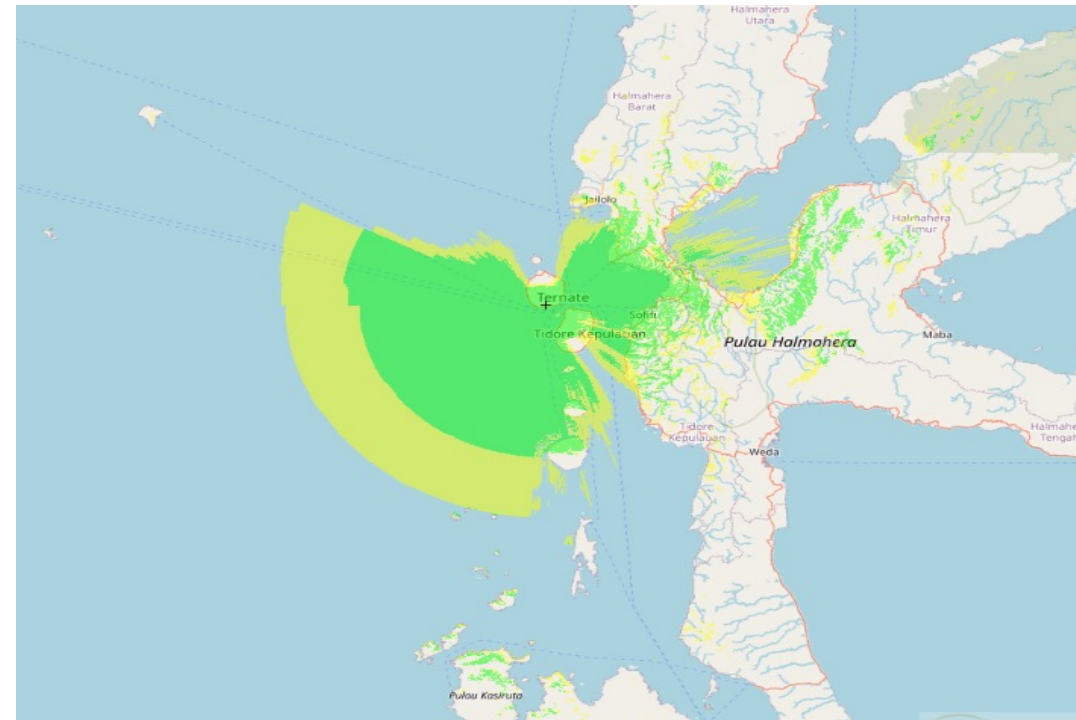 Halmahera
Utara
Halmahera
Barat
Jailolo
Halmahera
Timur
Ternate
Sofifi
Tidore Kepulauan
Maba
Pulau Halmahera
Tidore
Kepulauan
Halmahe
Tengah
Weda
Pulau Kasiruta